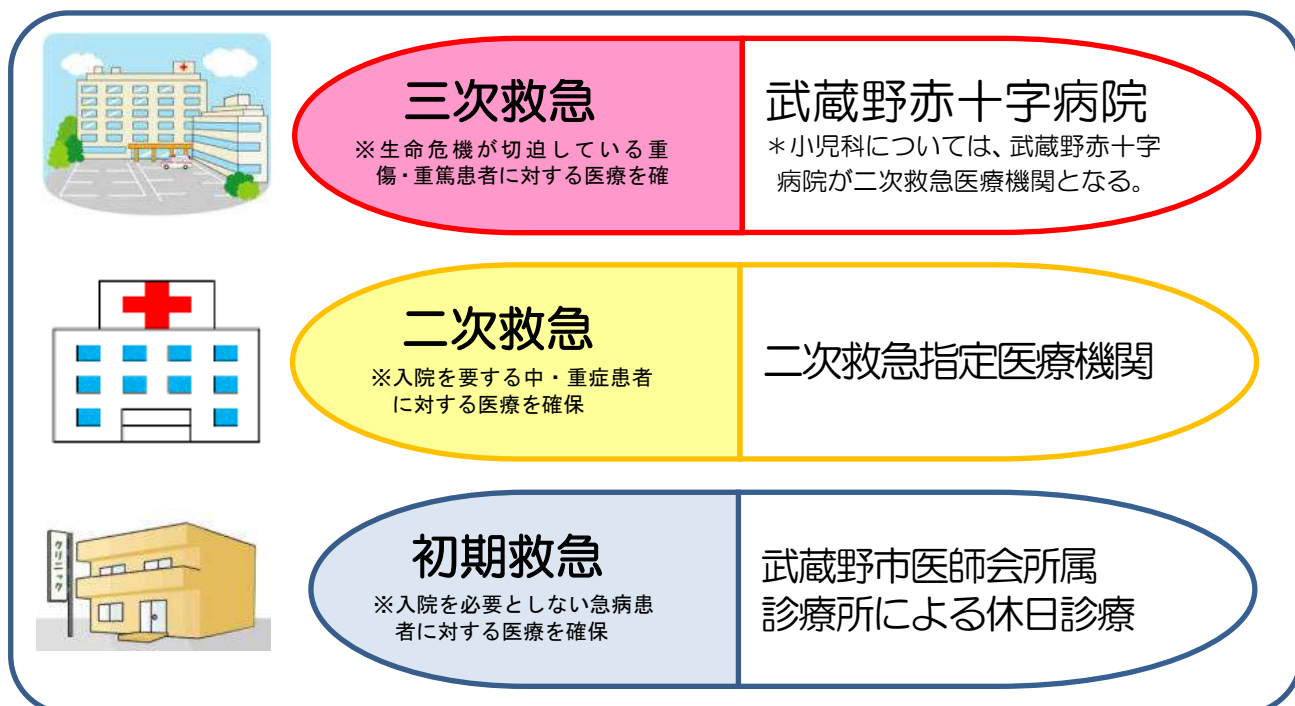 三次救急
※生命危機が切迫している重
傷・重篤患者に対する医療を確
武蔵野赤十字病院
＊小児科については、武蔵野赤十字
病院が二次救急医療機関となる。
二次救急
※入院を要する中・重症患者
に対する医療を確保
二次救急指定医療機関
クリニック
初期救急
※入院を必要としない急病患
者に対する医療を確保
武蔵野市医師会所属
診療所による休日診療